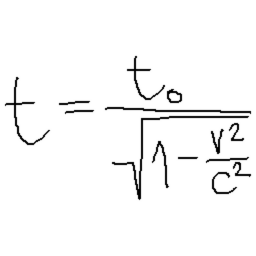 t = t₀ / √(1 − v²/c²)